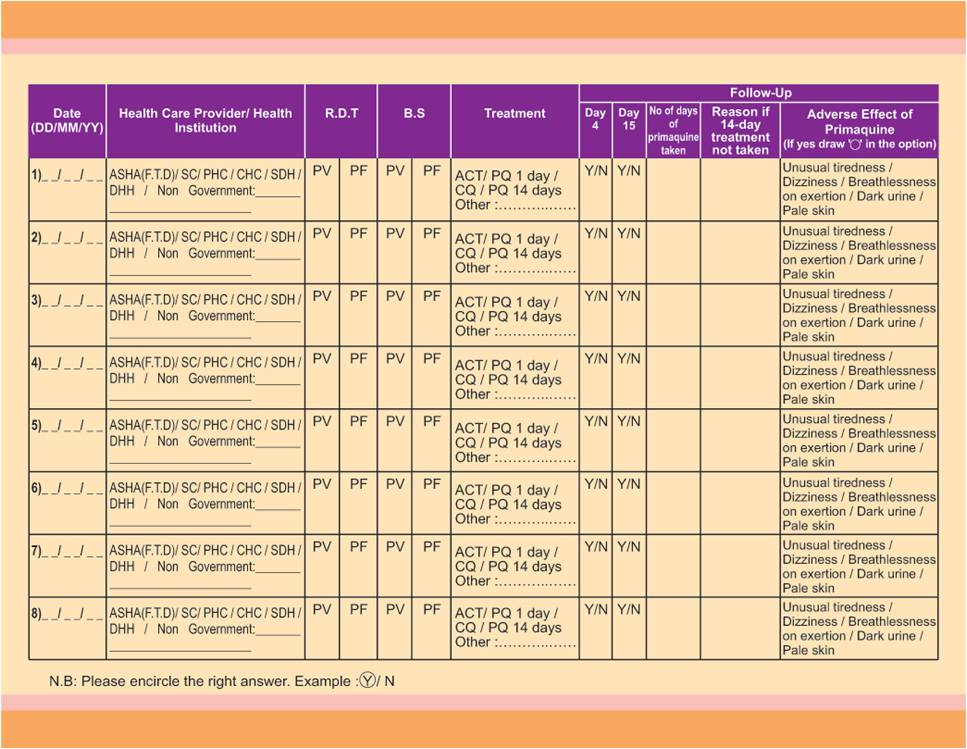 Date
(DD/MM/YY)
Health Care Provider/ Health
Institution
R.D.T
B.S
Treatment
Follow-Up
Day
4
Day
15
No of days
of
primaquine
taken
Reason if
14-day
treatment
not taken
Adverse Effect of
Primaquine
(If yes draw '◯' in the option)
1)_ _/_ _/_ _
ASHA(F.T.D)/ SC/ PHC / CHC / SDH /
DHH / Non Government:_______
______________________
PV PF PV PF
ACT/ PQ 1 day /
CQ / PQ 14 days
Other :………..……
Y/N Y/N
Unusual tiredness /
Dizziness / Breathlessness
on exertion / Dark urine /
Pale skin
2)_ _/_ _/_ _
ASHA(F.T.D)/ SC/ PHC / CHC / SDH /
DHH / Non Government:_______
______________________
PV PF PV PF
ACT/ PQ 1 day /
CQ / PQ 14 days
Other :………..……
Y/N Y/N
Unusual tiredness /
Dizziness / Breathlessness
on exertion / Dark urine /
Pale skin
3)_ _/_ _/_ _
ASHA(F.T.D)/ SC/ PHC / CHC / SDH /
DHH / Non Government:_______
______________________
PV PF PV PF
ACT/ PQ 1 day /
CQ / PQ 14 days
Other :………..……
Y/N Y/N
Unusual tiredness /
Dizziness / Breathlessness
on exertion / Dark urine /
Pale skin
4)_ _/_ _/_ _
ASHA(F.T.D)/ SC/ PHC / CHC / SDH /
DHH / Non Government:_______
______________________
PV PF PV PF
ACT/ PQ 1 day /
CQ / PQ 14 days
Other :………..……
Y/N Y/N
Unusual tiredness /
Dizziness / Breathlessness
on exertion / Dark urine /
Pale skin
5)_ _/_ _/_ _
ASHA(F.T.D)/ SC/ PHC / CHC / SDH /
DHH / Non Government:_______
______________________
PV PF PV PF
ACT/ PQ 1 day /
CQ / PQ 14 days
Other :………..……
Y/N Y/N
Unusual tiredness /
Dizziness / Breathlessness
on exertion / Dark urine /
Pale skin
6)_ _/_ _/_ _
ASHA(F.T.D)/ SC/ PHC / CHC / SDH /
DHH / Non Government:_______
______________________
PV PF PV PF
ACT/ PQ 1 day /
CQ / PQ 14 days
Other :………..……
Y/N Y/N
Unusual tiredness /
Dizziness / Breathlessness
on exertion / Dark urine /
Pale skin
7)_ _/_ _/_ _
ASHA(F.T.D)/ SC/ PHC / CHC / SDH /
DHH / Non Government:_______
______________________
PV PF PV PF
ACT/ PQ 1 day /
CQ / PQ 14 days
Other :………..……
Y/N Y/N
Unusual tiredness /
Dizziness / Breathlessness
on exertion / Dark urine /
Pale skin
8)_ _/_ _/_ _
ASHA(F.T.D)/ SC/ PHC / CHC / SDH /
DHH / Non Government:_______
______________________
PV PF PV PF
ACT/ PQ 1 day /
CQ / PQ 14 days
Other :………..……
Y/N Y/N
Unusual tiredness /
Dizziness / Breathlessness
on exertion / Dark urine /
Pale skin
N.B: Please encircle the right answer. Example :Ⓨ/ N